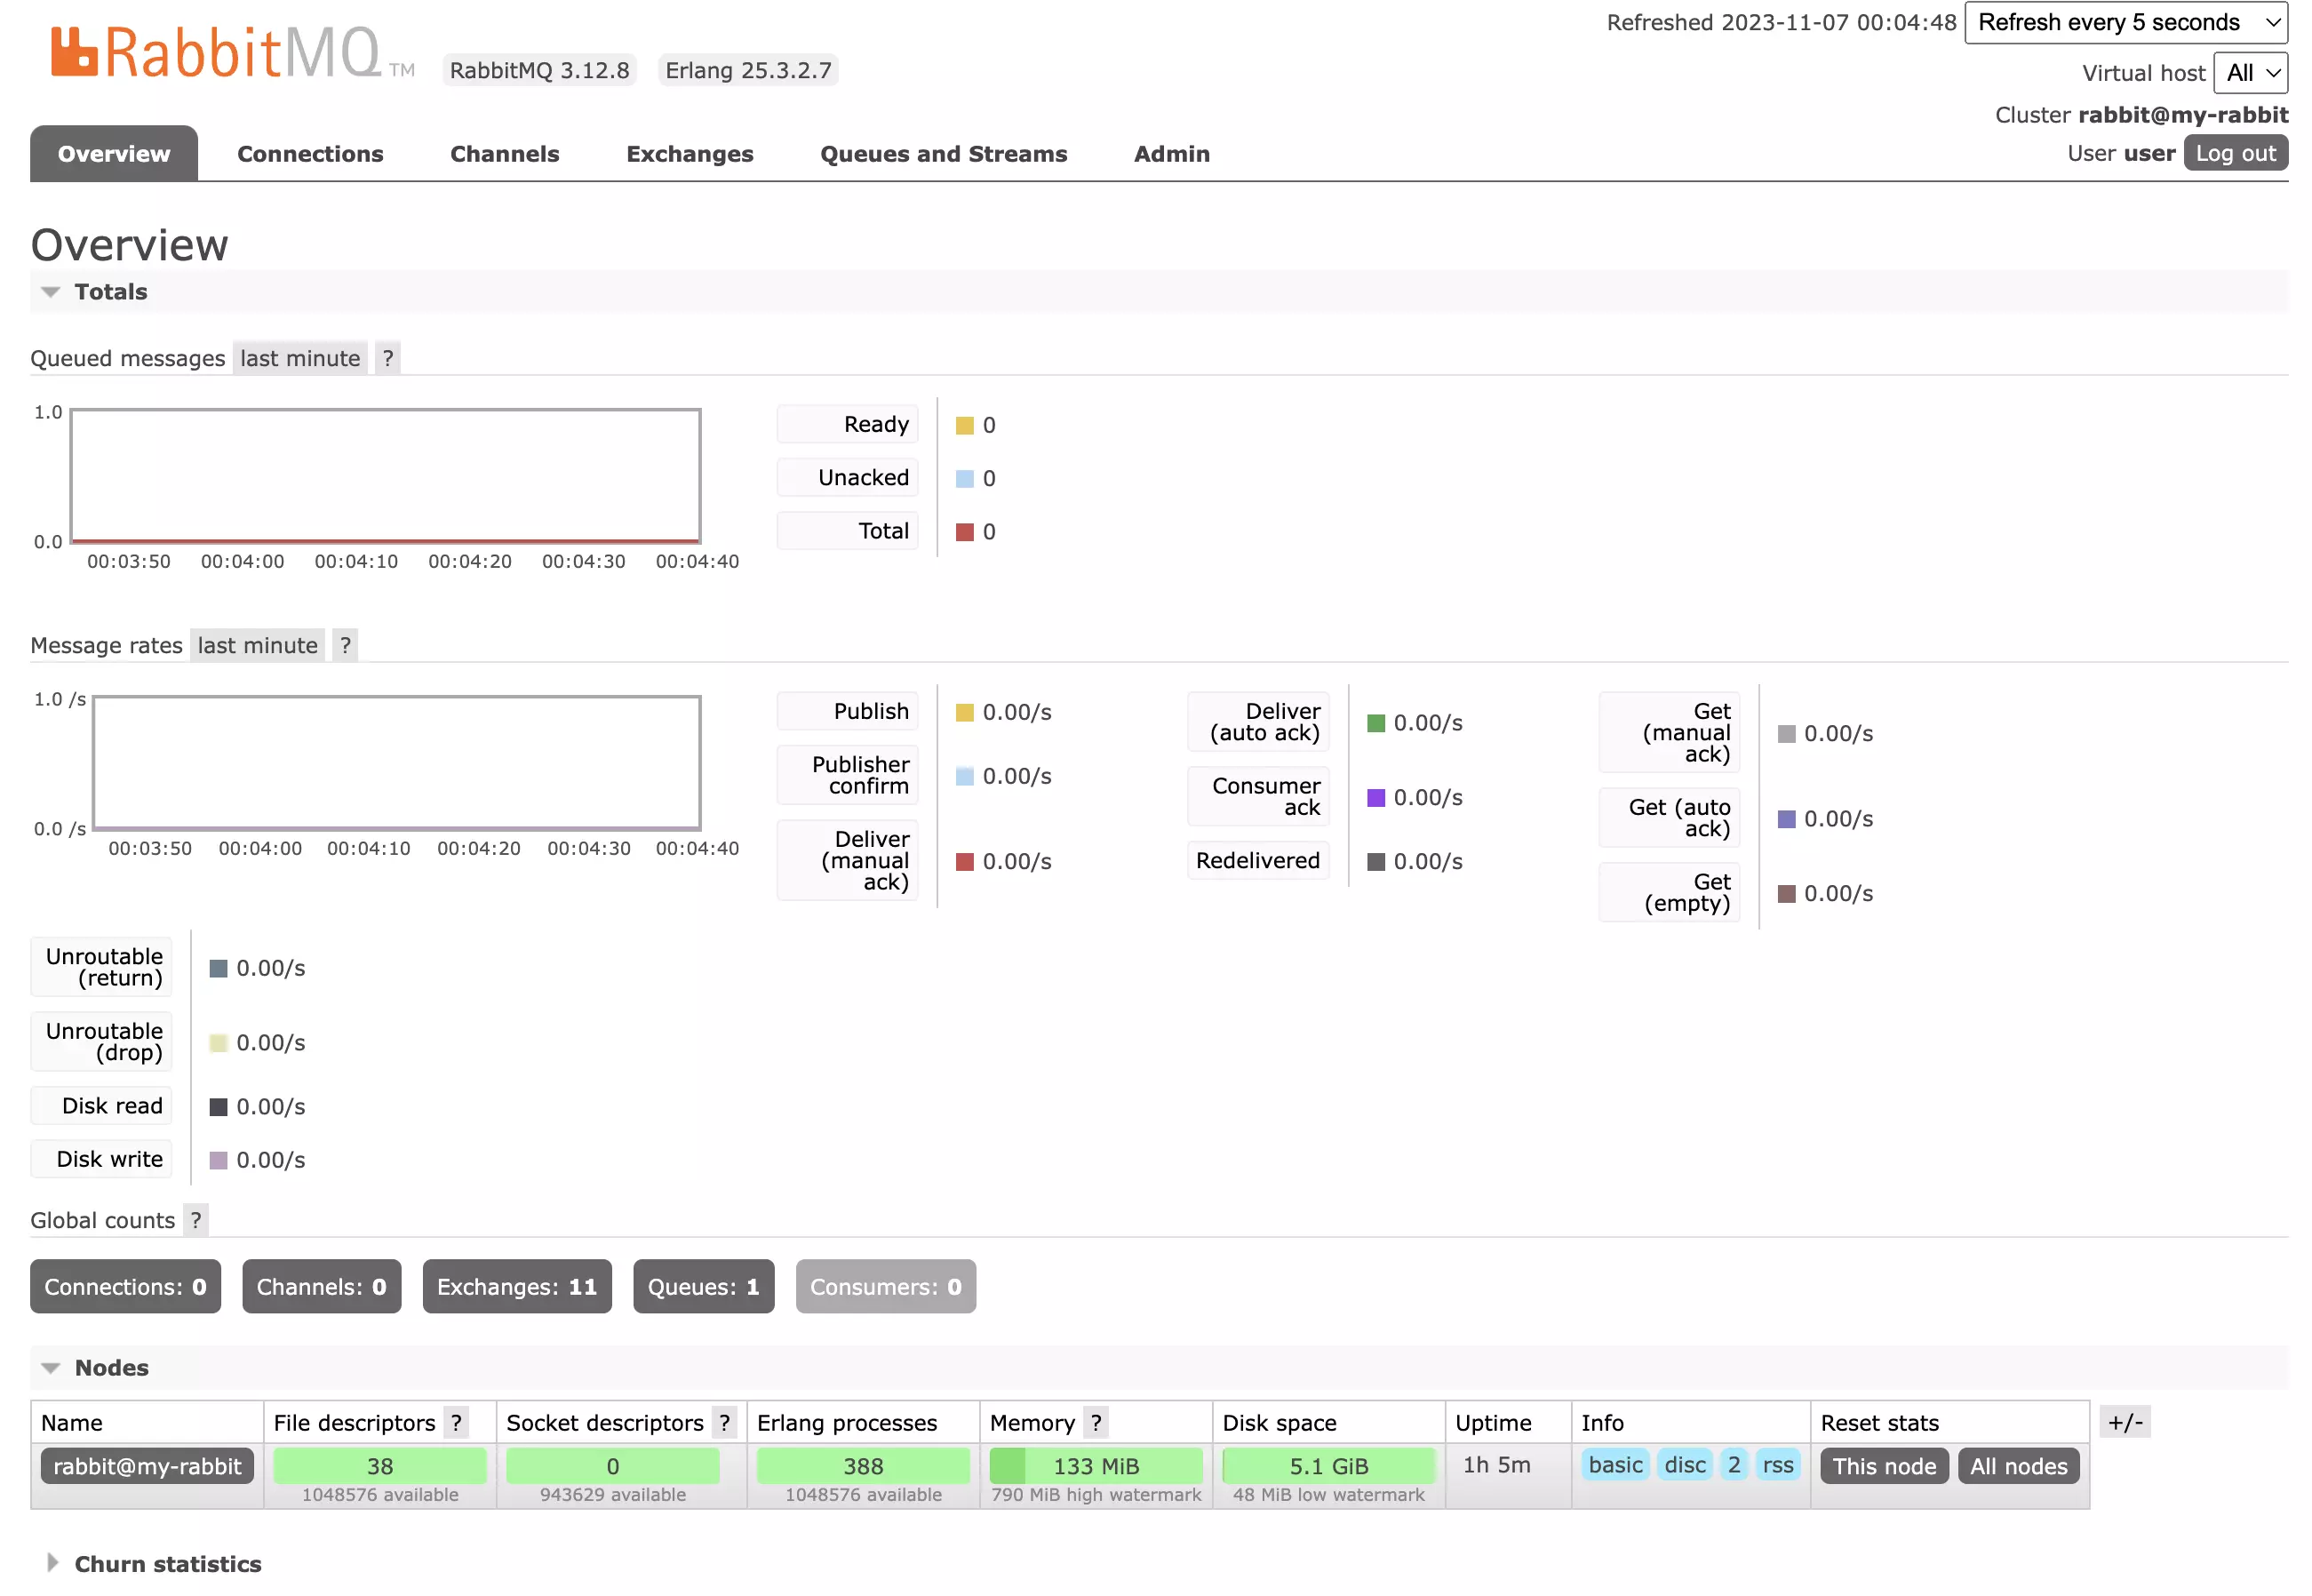 Refreshed 2023-11-07 00:04:48 Refresh every 5 seconds
RabbitMQ TM RabbitMQ 3.12.8 Erlang 25.3.2.7
Virtual host All
Cluster rabbit@my-rabbit
Overview Connections Channels Exchanges Queues and Streams Admin
User user Log out
Overview
Totals
Queued messages last minute ?
1.0
0.0
00:03:50 00:04:00 00:04:10 00:04:20 00:04:30 00:04:40
Ready 0
Unacked 0
Total 0
Message rates last minute ?
1.0 /s
0.0 /s
00:03:50 00:04:00 00:04:10 00:04:20 00:04:30 00:04:40
Publish 0.00/s
Publisher
confirm 0.00/s
Deliver
(manual 0.00/s
ack)
Deliver
(auto ack) 0.00/s
Consumer
ack 0.00/s
Redelivered 0.00/s
Get
(manual 0.00/s
ack)
Get (auto
ack) 0.00/s
Get
(empty) 0.00/s
Unroutable
(return) 0.00/s
Unroutable
(drop) 0.00/s
Disk read 0.00/s
Disk write 0.00/s
Global counts ?
Connections: 0 Channels: 0 Exchanges: 11 Queues: 1 Consumers: 0
Nodes
Name File descriptors ? Socket descriptors ? Erlang processes Memory ? Disk space Uptime Info Reset stats +/-
rabbit@my-rabbit 38 0 388 133 MiB 5.1 GiB 1h 5m basic disc 2 rss This node All nodes
1048576 available 943629 available 1048576 available 790 MiB high watermark 48 MiB low watermark
Churn statistics